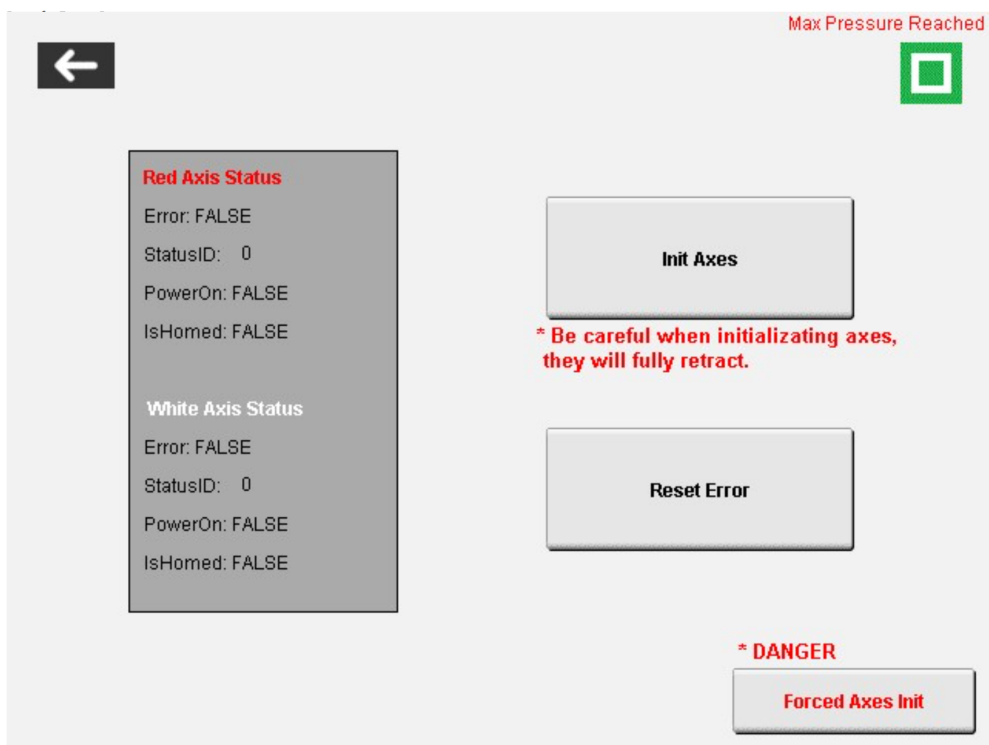 Max Pressure Reached
Red Axis Status
Error: FALSE
StatusID: 0
PowerOn: FALSE
IsHomed: FALSE
White Axis Status
Error: FALSE
StatusID: 0
PowerOn: FALSE
IsHomed: FALSE
Init Axes
* Be careful when initializating axes,
they will fully retract.
Reset Error
* DANGER
Forced Axes Init